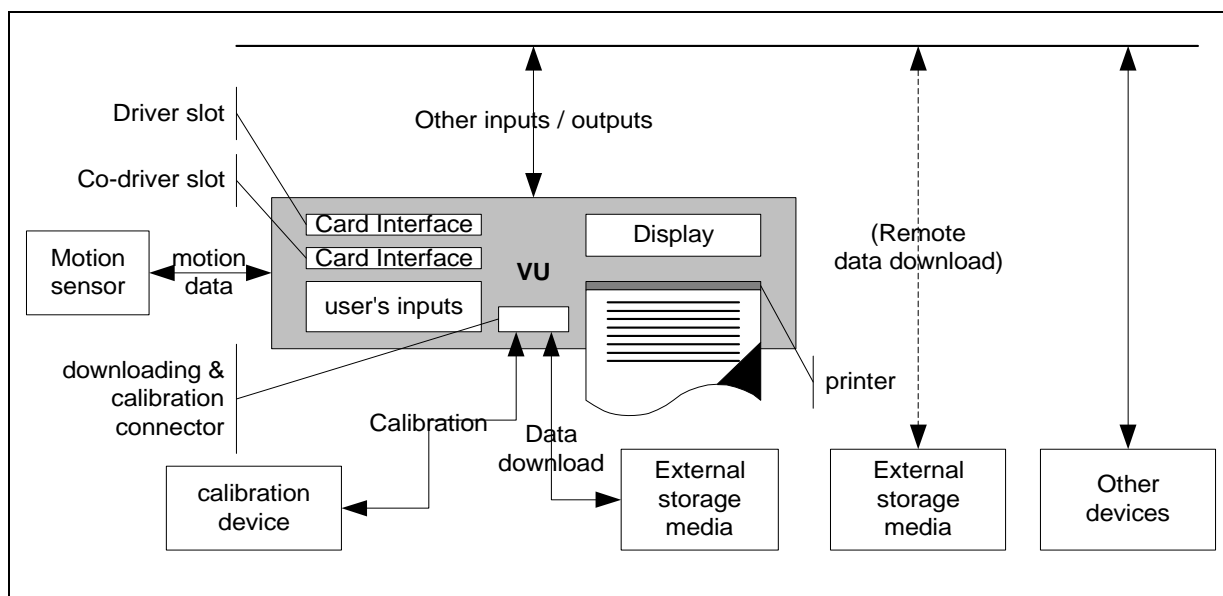 Driver slot
Other inputs / outputs
Co-driver slot
Card Interface
Card Interface
Display
VU
Motion
sensor
motion
data
user's inputs
(Remote
data download)
downloading &
calibration
connector
printer
Calibration
Data
download
calibration
device
External
storage
media
External
storage
media
Other
devices